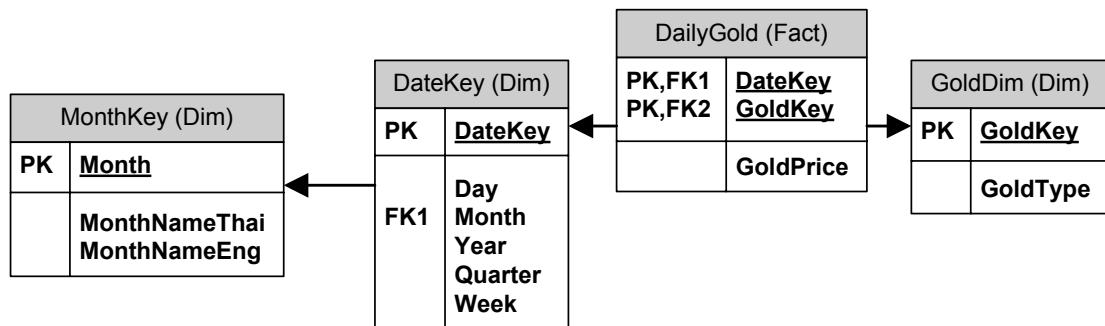 MonthKey (Dim)
PK Month
MonthNameThai
MonthNameEng
DateKey (Dim)
PK DateKey
Day
FK1 Month
Year
Quarter
Week
DailyGold (Fact)
PK,FK1 DateKey
PK,FK2 GoldKey
GoldPrice
GoldDim (Dim)
PK GoldKey
GoldType